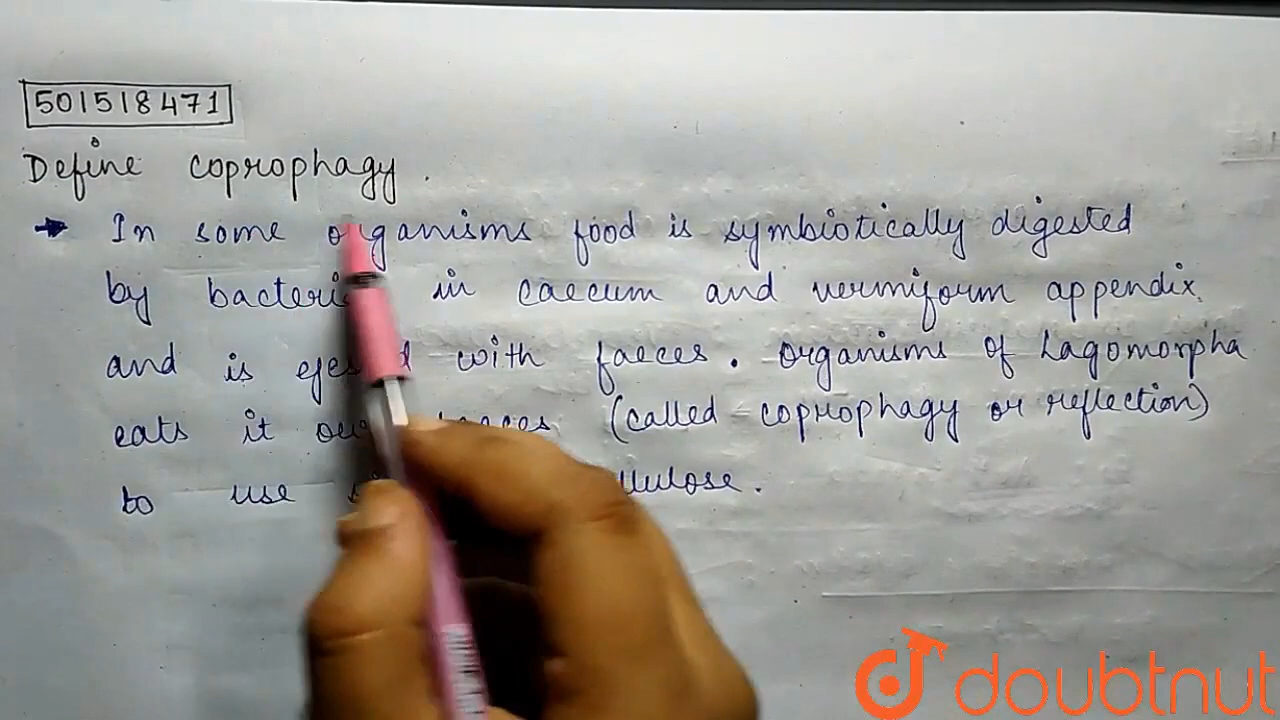 501518471
Define coprophagy.
→ In some organisms food is symbiotically digested
by bacteri in caecum and vermiform appendix
and is with faeces. Organisms of Lagomorpha
eats it (called coprophagy or reflection)
to use
doubtnut